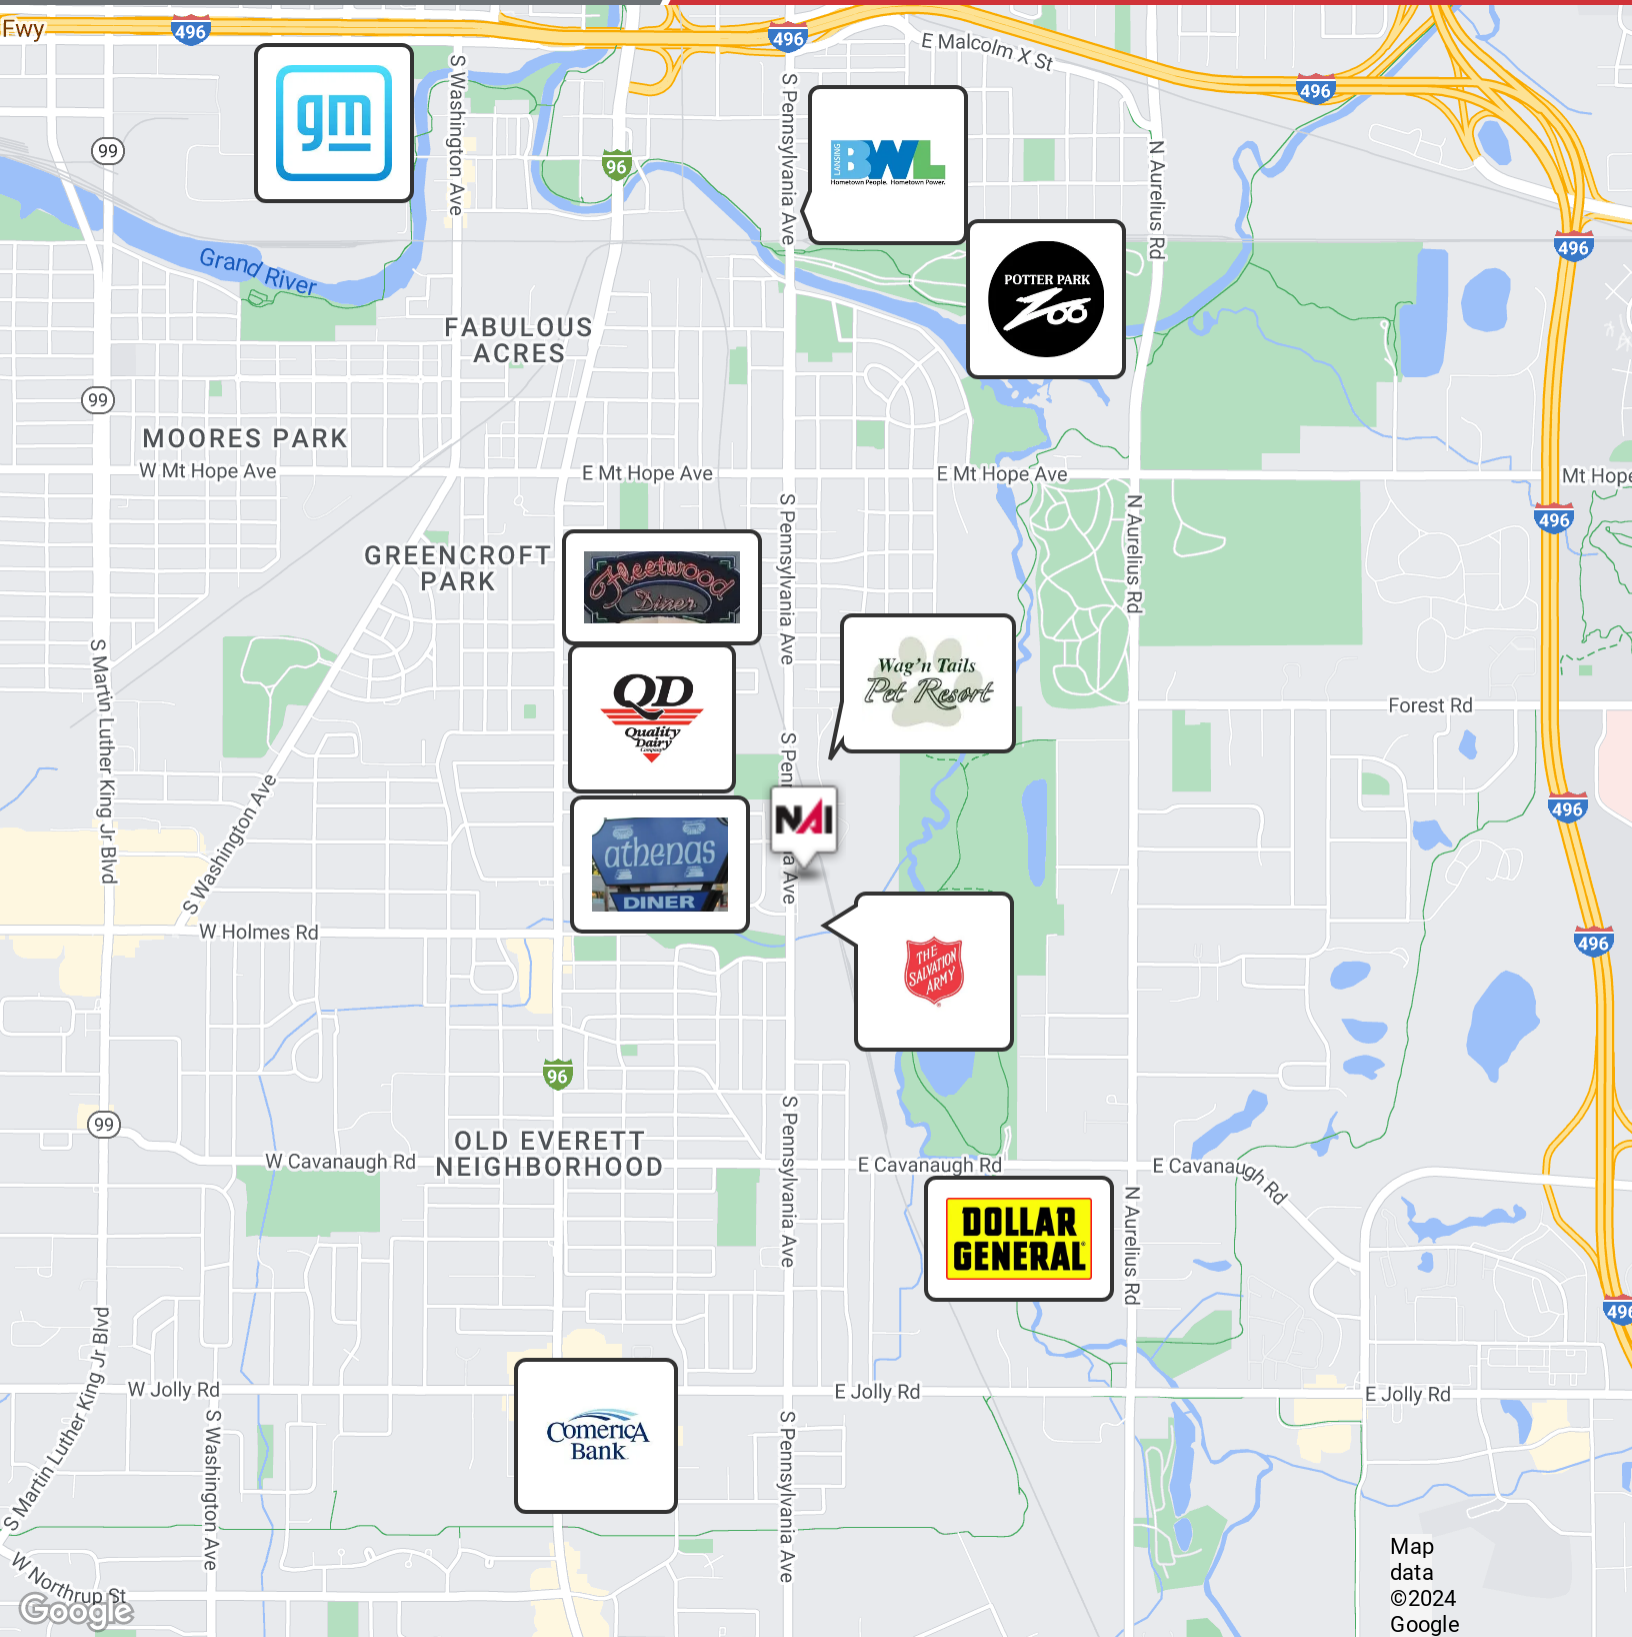 Fwy
496
496
E Malcolm X St
496
gm
S Washington Ave
S Pennsylvania Ave
LANSING
BWL
Hometown People. Hometown Power.
99
96
N Aurelius Rd
496
Grand River
POTTER PARK
ZOO
FABULOUS
ACRES
99
MOORES PARK
W Mt Hope Ave
E Mt Hope Ave
E Mt Hope Ave
Mt Hope
S Pennsylvania Ave
N Aurelius Rd
496
GREENCROFT
PARK
Fleetwood
Diner
S Martin Luther King Jr Blvd
Wag'n Tails
Pet Resort
QD
Quality
Dairy
Company
Forest Rd
S Washington Ave
NAI
496
athenas
DINER
W Holmes Rd
THE
SALVATION
ARMY
496
96
99
S Pennsylvania Ave
OLD EVERETT
NEIGHBORHOOD
W Cavanaugh Rd
E Cavanaugh Rd
E Cavanaugh Rd
N Aurelius Rd
DOLLAR
GENERAL
496
S Martin Luther King Jr Blvd
W Jolly Rd
E Jolly Rd
E Jolly Rd
S Washington Ave
Comerica
Bank
S Pennsylvania Ave
W Northrup St
Google
Map
data
©2024
Google